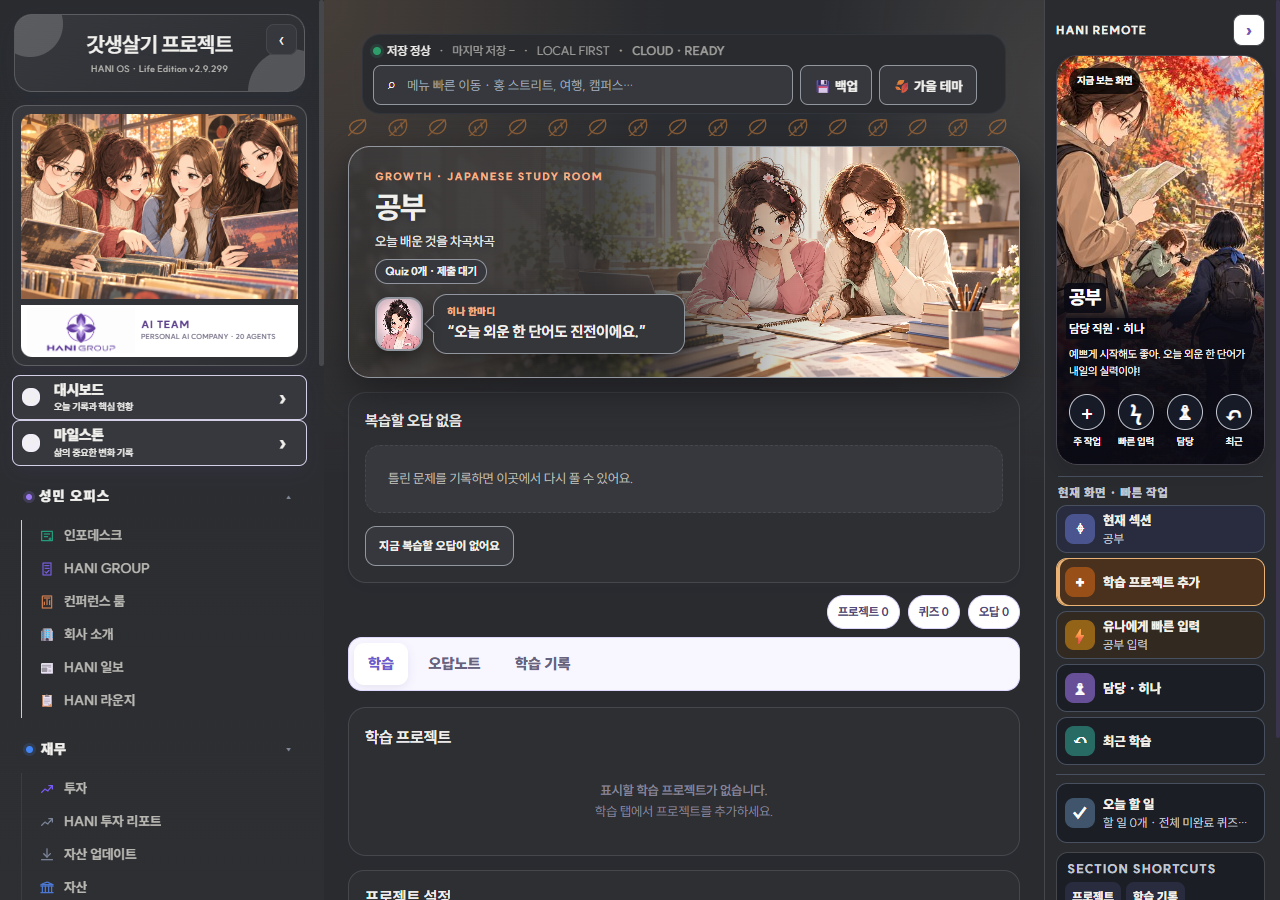 갓생살기 프로젝트
HANI OS · Life Edition v2.9.299
HANI GROUP
AI TEAM
PERSONAL AI COMPANY · 20 AGENTS
대시보드
오늘 기록과 핵심 현황
마일스톤
삶의 중요한 변화 기록
성민 오피스
인포데스크
HANI GROUP
컨퍼런스 룸
회사 소개
HANI 일보
HANI 라운지
재무
투자
HANI 투자 리포트
자산 업데이트
자산
저장 정상 · 마지막 저장 - · LOCAL FIRST · CLOUD · READY
메뉴 빠른 이동 · 홍 스트리트, 여행, 캠퍼스…
백업
가을 테마
GROWTH · JAPANESE STUDY ROOM
공부
오늘 배운 것을 차곡차곡
Quiz 0개 · 제출 대기
히나 한마디
“오늘 외운 한 단어도 진전이에요.”
복습할 오답 없음
틀린 문제를 기록하면 이곳에서 다시 풀 수 있어요.
지금 복습할 오답이 없어요
프로젝트 0
퀴즈 0
오답 0
학습
오답노트
학습 기록
학습 프로젝트
표시할 학습 프로젝트가 없습니다.
학습 탭에서 프로젝트를 추가하세요.
프로젝트 설정
HANI REMOTE
지금 보는 화면
공부
담당 직원 · 히나
예쁘게 시작해도 좋아. 오늘 외운 한 단어가
내일의 실력이야!
주 작업
빠른 입력
담당
최근
현재 화면 · 빠른 작업
현재 섹션
공부
학습 프로젝트 추가
유나에게 빠른 입력
공부 입력
담당 · 히나
최근 학습
오늘 할 일
할 일 0개 · 전체 미완료 퀴즈…
SECTION SHORTCUTS
프로젝트
학습 기록